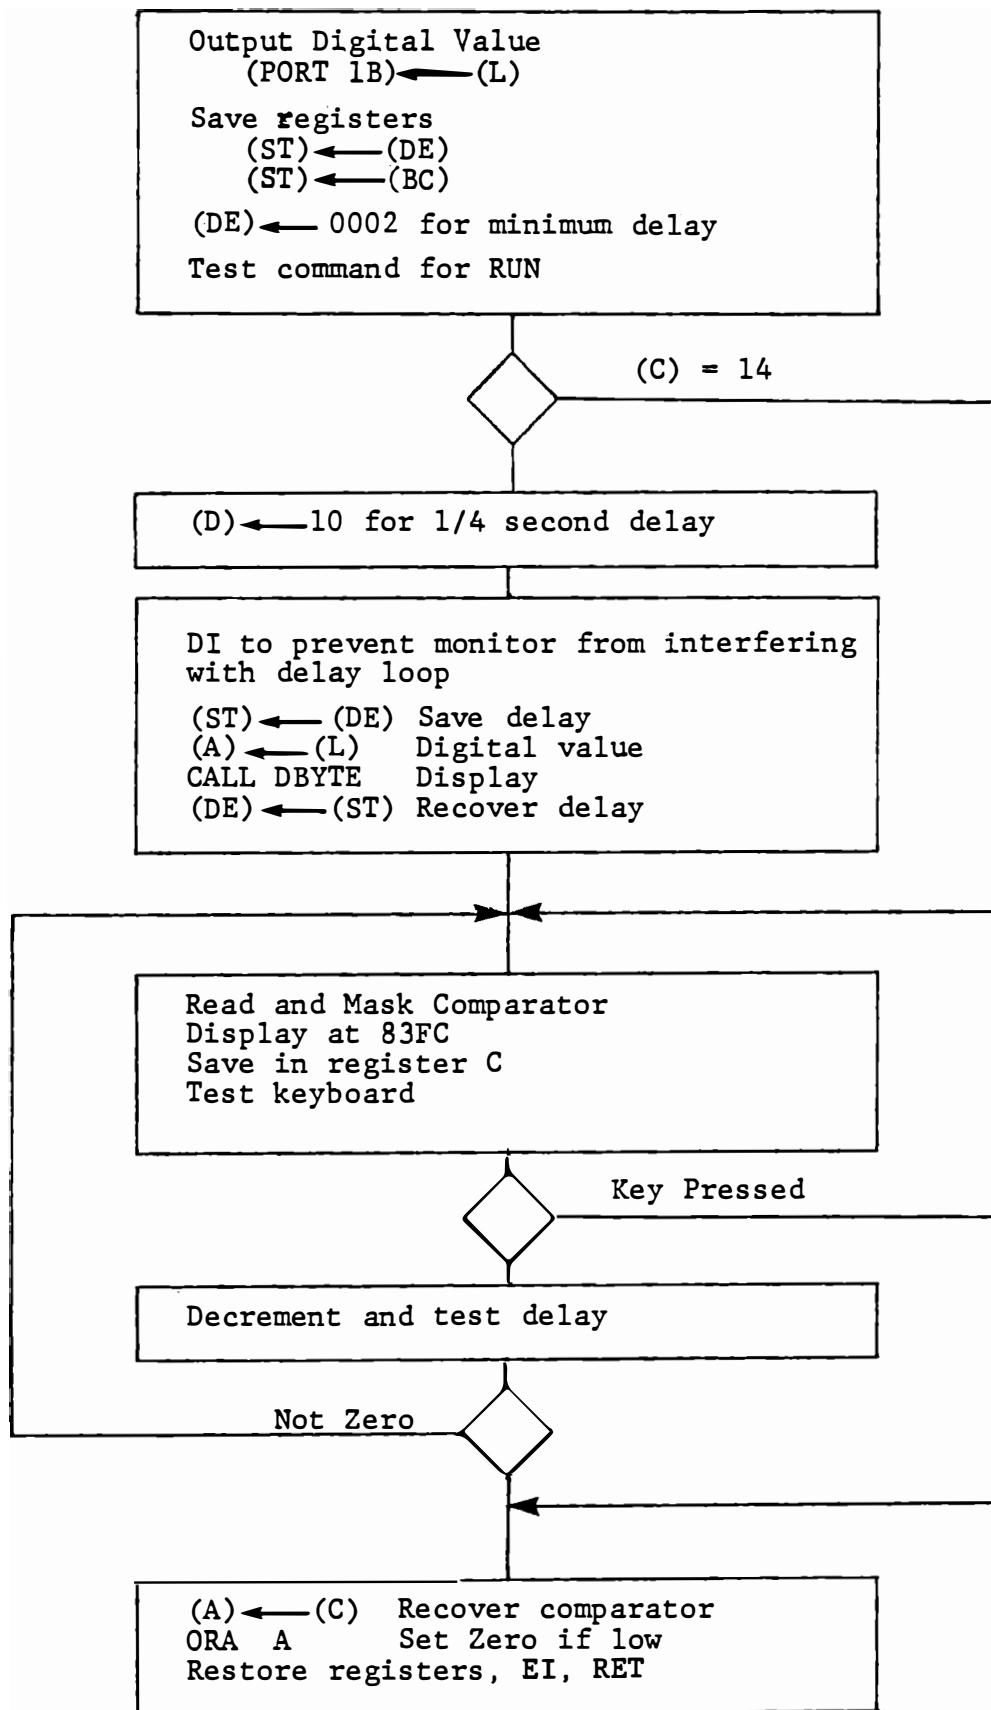 Output Digital Value
(PORT 1B)←(L)
Save registers
(ST)←(DE)
(ST)←(BC)
(DE)← 0002 for minimum delay
Test command for RUN
(C) = 14
(D)←10 for 1/4 second delay
DI to prevent monitor from interfering
with delay loop
(ST)←(DE) Save delay
(A)←(L) Digital value
CALL DBYTE Display
(DE)←(ST) Recover delay
Read and Mask Comparator
Display at 83FC
Save in register C
Test keyboard
Key Pressed
Decrement and test delay
Not Zero
(A)←(C) Recover comparator
ORA A Set Zero if low
Restore registers, EI, RET